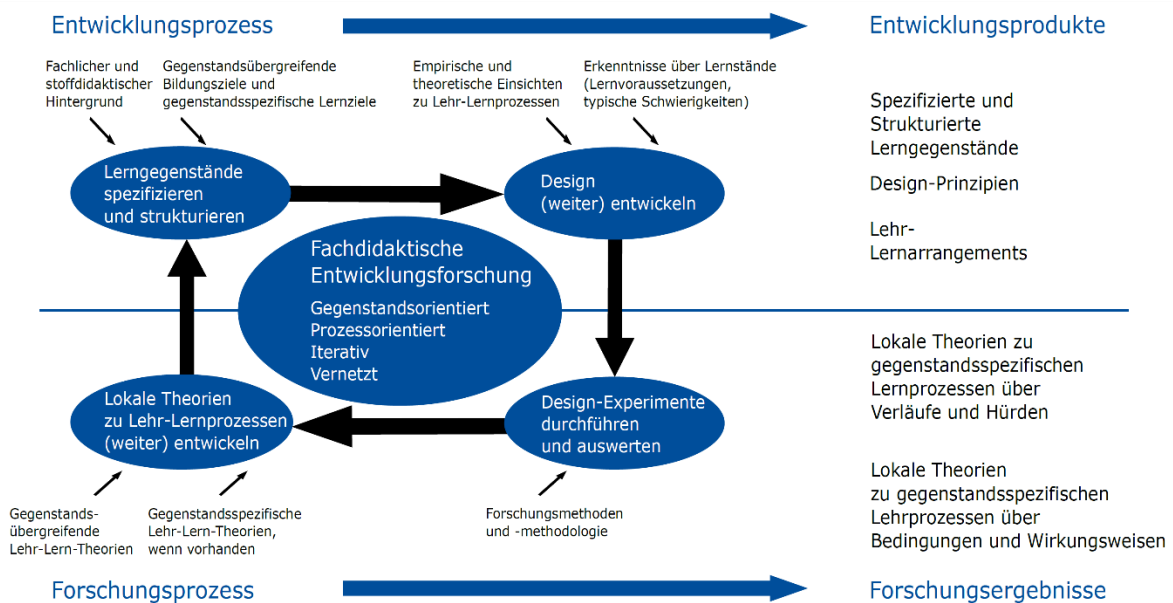 Entwicklungsprozess
Entwicklungsprodukte
Fachlicher und
stoffdidaktischer
Hintergrund
Gegenstandsübergreifende
Bildungsziele und
gegenstandsspezifische Lernziele
Empirische und
theoretische Einsichten
zu Lehr-Lernprozessen
Erkenntnisse über Lernstände
(Lernvoraussetzungen,
typische Schwierigkeiten)
Lerngegenstände
spezifizieren
und strukturieren
Design
(weiter) entwickeln
Spezifizierte und
Strukturierte
Lerngegenstände
Design-Prinzipien
Lehr-
Lernarrangements
Fachdidaktische
Entwicklungsforschung
Gegenstandsorientiert
Prozessorientiert
Iterativ
Vernetzt
Lokale Theorien
zu Lehr-Lernprozessen
(weiter) entwickeln
Design-Experimente
durchführen
und auswerten
Lokale Theorien zu
gegenstandsspezifischen
Lernprozessen über
Verläufe und Hürden
Lokale Theorien
zu gegenstandsspezifischen
Lehrprozessen über
Bedingungen und Wirkungsweisen
Gegenstands-
übergreifende
Lehr-Lern-Theorien
Gegenstandsspezifische
Lehr-Lern-Theorien,
wenn vorhanden
Forschungsmethoden
und -methodologie
Forschungsprozess
Forschungsergebnisse